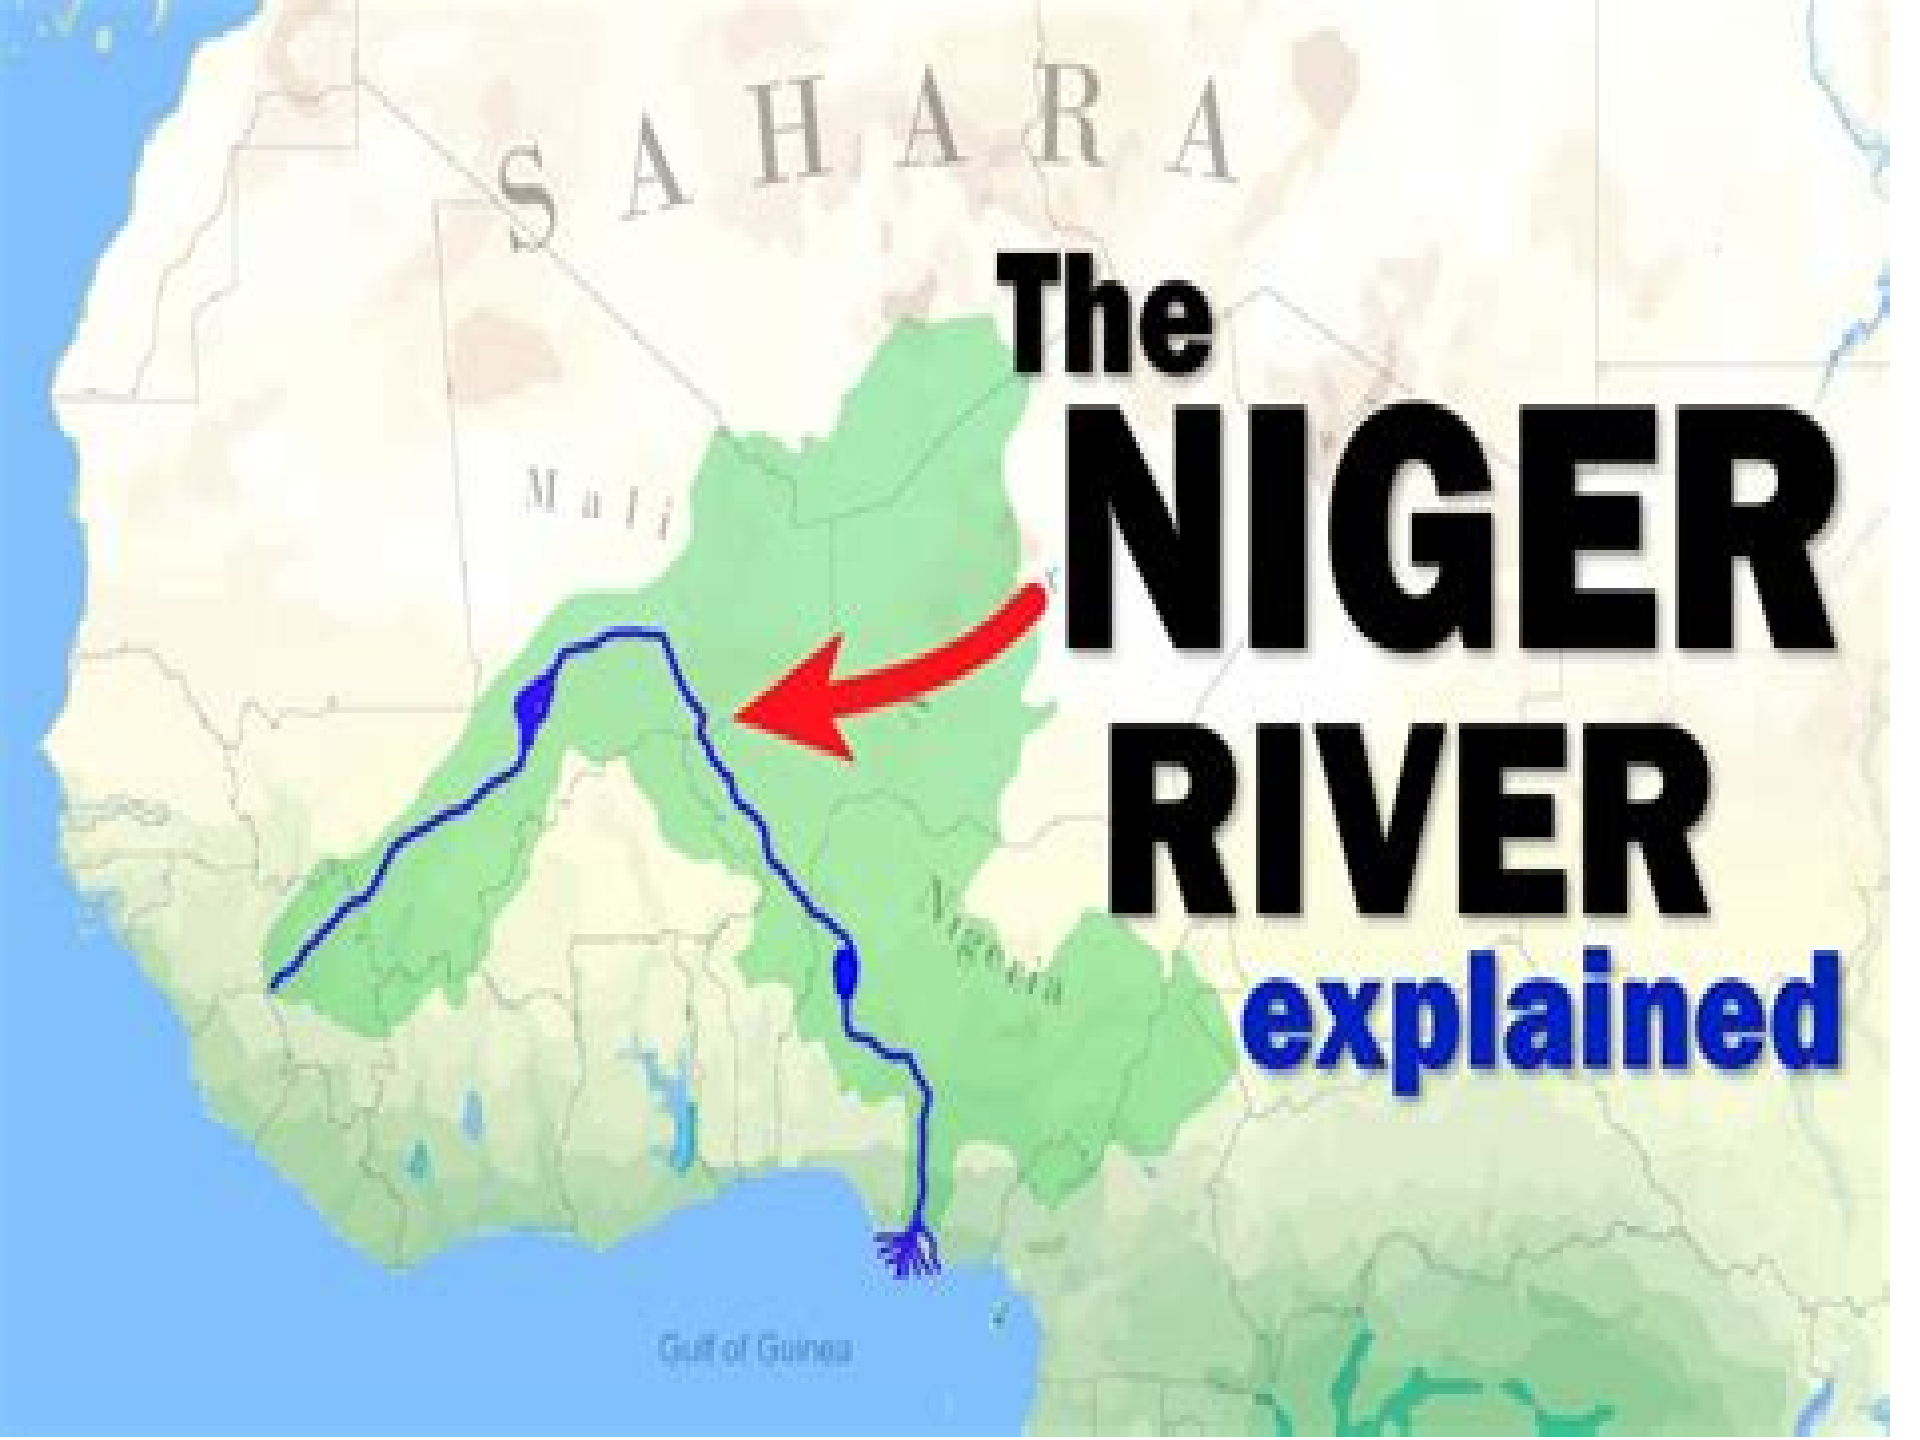 SAHARA
The
NIGER
Mali
RIVER
Nigeria
explained
Gulf of Guinea